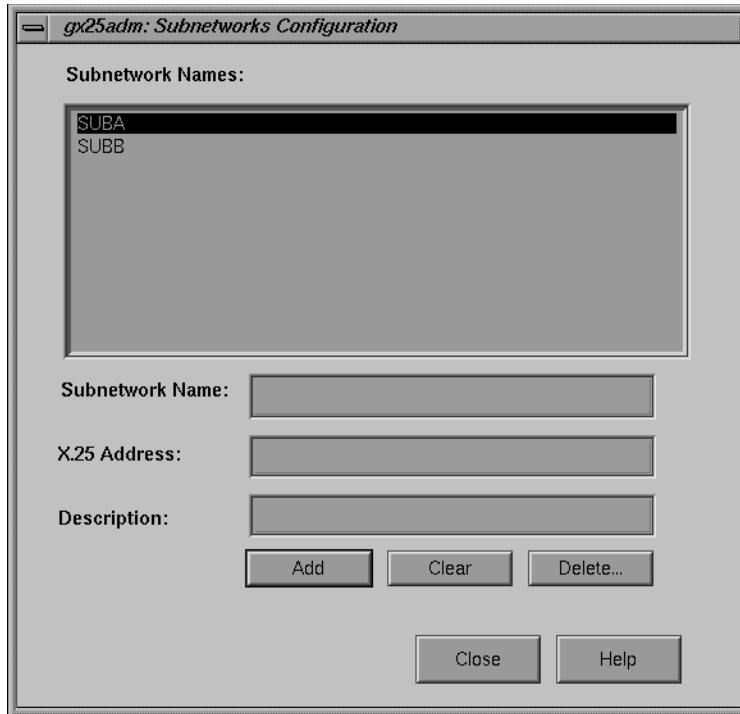 gx25adm: Subnetworks Configuration
Subnetwork Names:
SUBA
SUBB
Subnetwork Name:
X.25 Address:
Description:
Add Clear Delete...
Close Help